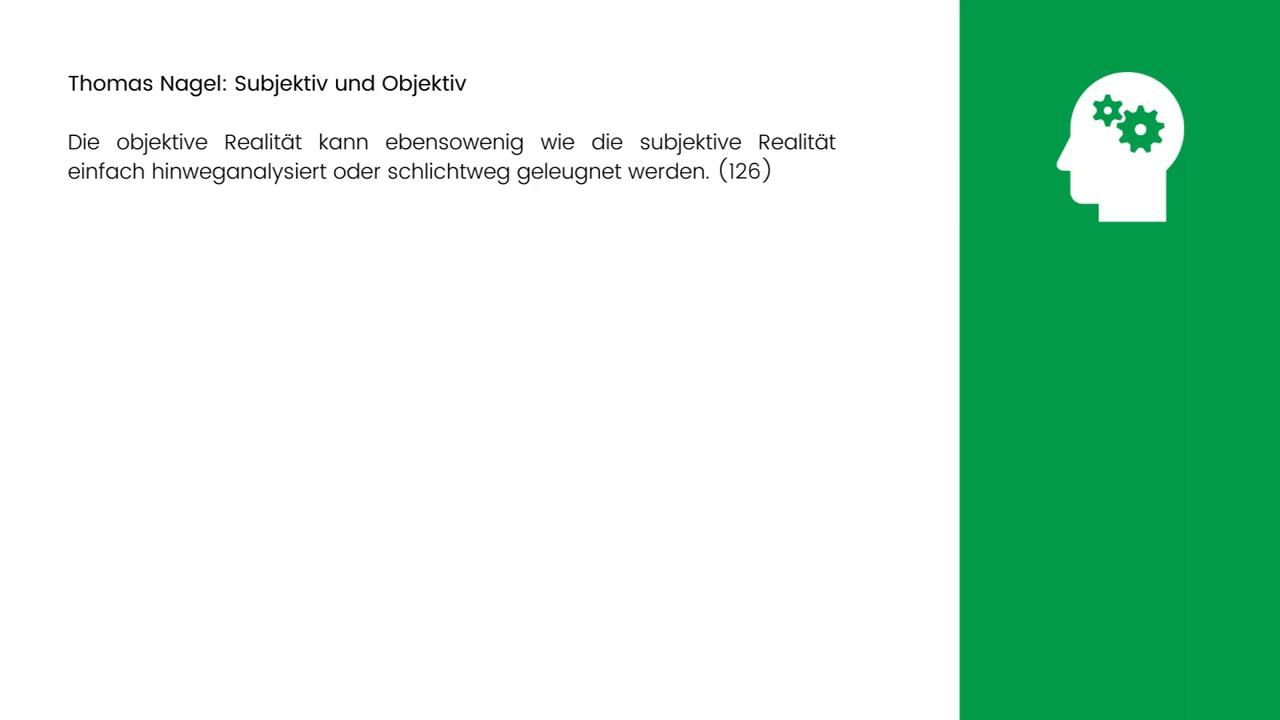 Thomas Nagel: Subjektiv und Objektiv
Die objektive Realität kann ebensowenig wie die subjektive Realität
einfach hinweganalysiert oder schlichtweg geleugnet werden. (126)